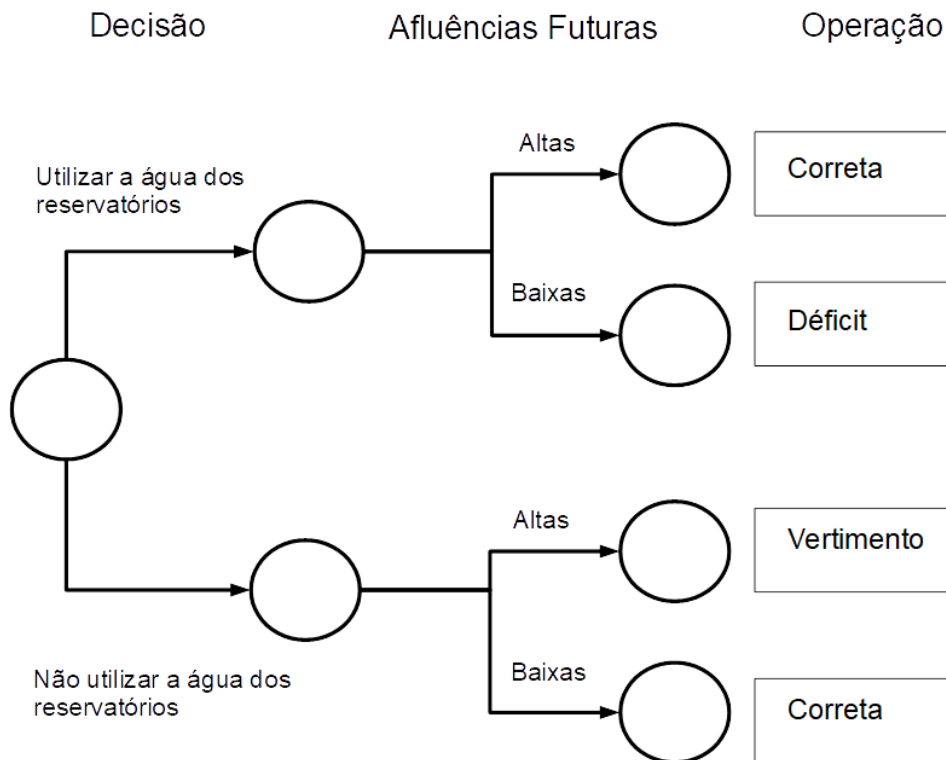 Decisão
Afluências Futuras
Operação
Utilizar a água dos
reservatórios
Altas
Correta
Baixas
Déficit
Altas
Vertimento
Não utilizar a água dos
reservatórios
Baixas
Correta